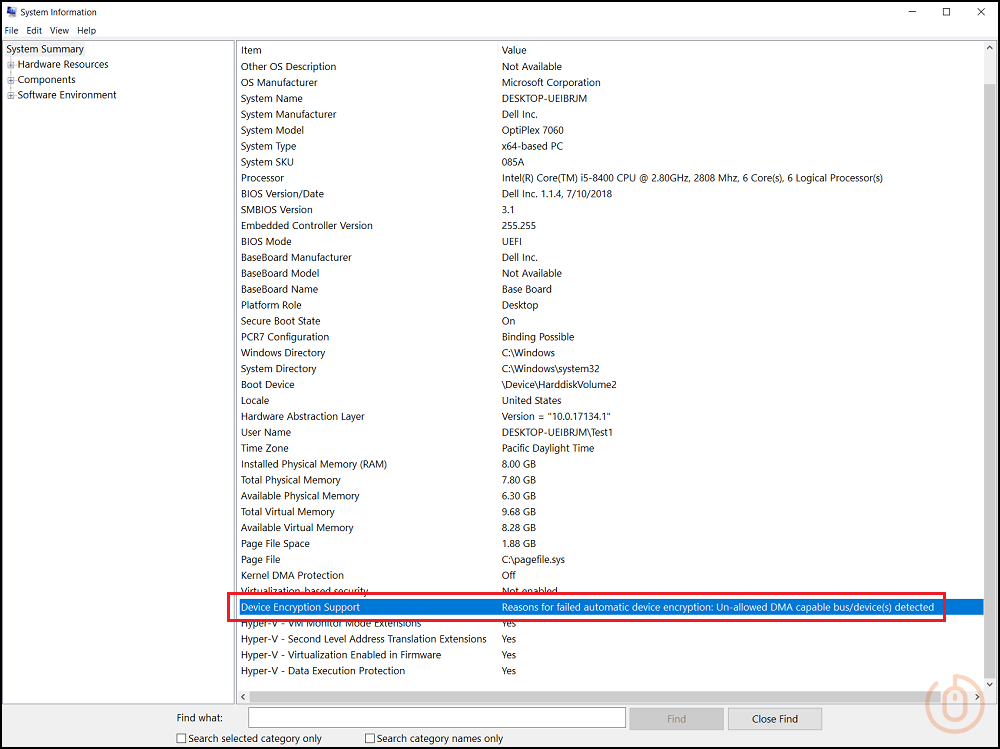 System Information
File Edit View Help
System Summary
Hardware Resources
Components
Software Environment
Item Value
Other OS Description Not Available
OS Manufacturer Microsoft Corporation
System Name DESKTOP-UEIBRJM
System Manufacturer Dell Inc.
System Model OptiPlex 7060
System Type x64-based PC
System SKU 085A
Processor Intel(R) Core(TM) i5-8400 CPU @ 2.80GHz, 2808 Mhz, 6 Core(s), 6 Logical Processor(s)
BIOS Version/Date Dell Inc. 1.1.4, 7/10/2018
SMBIOS Version 3.1
Embedded Controller Version 255.255
BIOS Mode UEFI
BaseBoard Manufacturer Dell Inc.
BaseBoard Model Not Available
BaseBoard Name Base Board
Platform Role Desktop
Secure Boot State On
PCR7 Configuration Binding Possible
Windows Directory C:\Windows
System Directory C:\Windows\system32
Boot Device \Device\HarddiskVolume2
Locale United States
Hardware Abstraction Layer Version = "10.0.17134.1"
User Name DESKTOP-UEIBRJM\Test1
Time Zone Pacific Daylight Time
Installed Physical Memory (RAM) 8.00 GB
Total Physical Memory 7.80 GB
Available Physical Memory 6.30 GB
Total Virtual Memory 9.68 GB
Available Virtual Memory 8.28 GB
Page File Space 1.88 GB
Page File C:\pagefile.sys
Kernel DMA Protection Off
Virtualization-based security Not enabled
Device Encryption Support Reasons for failed automatic device encryption: Un-allowed DMA capable bus/device(s) detected
Hyper-V - VM Monitor Mode Extensions Yes
Hyper-V - Second Level Address Translation Extensions Yes
Hyper-V - Virtualization Enabled in Firmware Yes
Hyper-V - Data Execution Protection Yes
Find what: Find Close Find
Search selected category only Search category names only